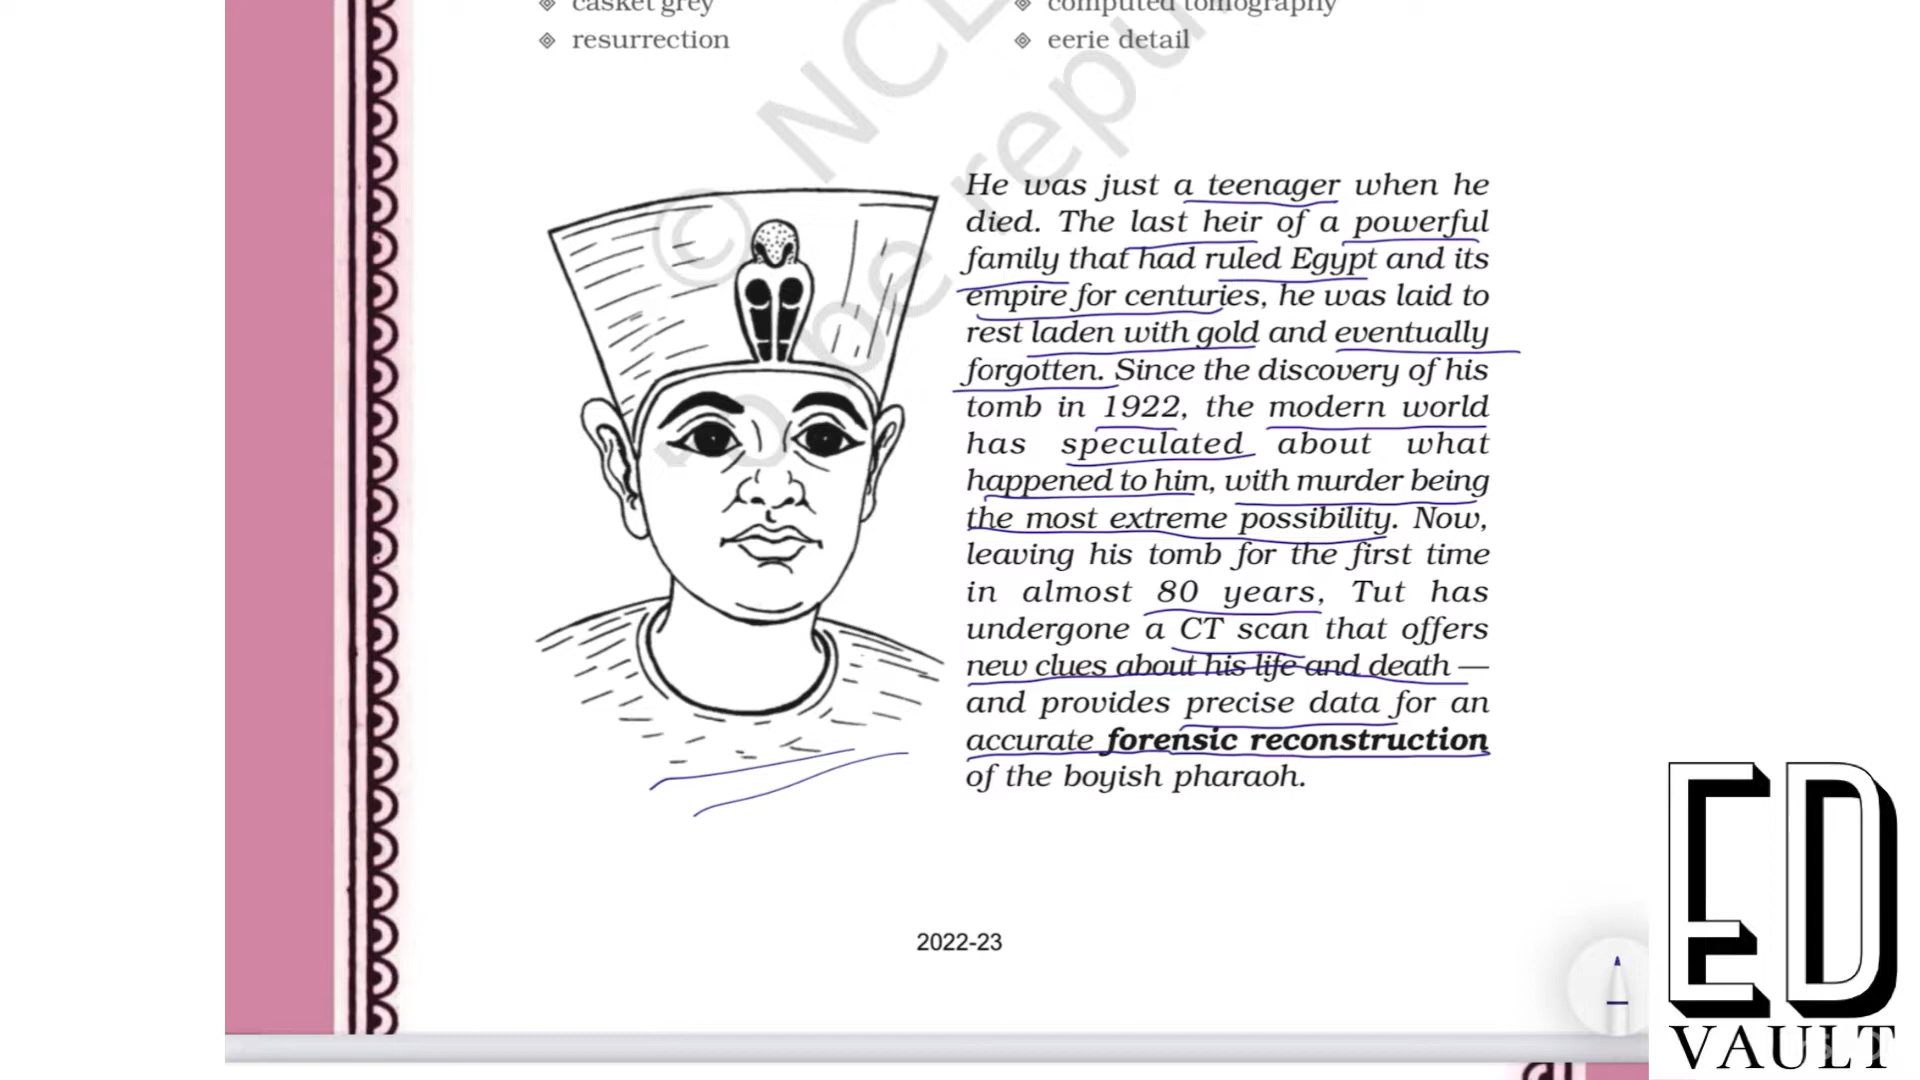 casket grey
computed tomography
resurrection
eerie detail
© NCE
be repu
He was just a teenager when he
died. The last heir of a powerful
family that had ruled Egypt and its
empire for centuries, he was laid to
rest laden with gold and eventually
forgotten. Since the discovery of his
tomb in 1922, the modern world
has speculated about what
happened to him, with murder being
the most extreme possibility. Now,
leaving his tomb for the first time
in almost 80 years, Tut has
undergone a CT scan that offers
new clues about his life and death —
and provides precise data for an
accurate forensic reconstruction
of the boyish pharaoh.
2022-23
ED
VAULT